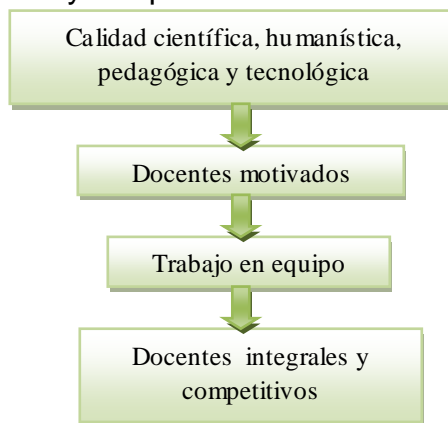 Calidad científica, humanística,
pedagógica y tecnológica
Docentes motivados
Trabajo en equipo
Docentes integrales y
competitivos